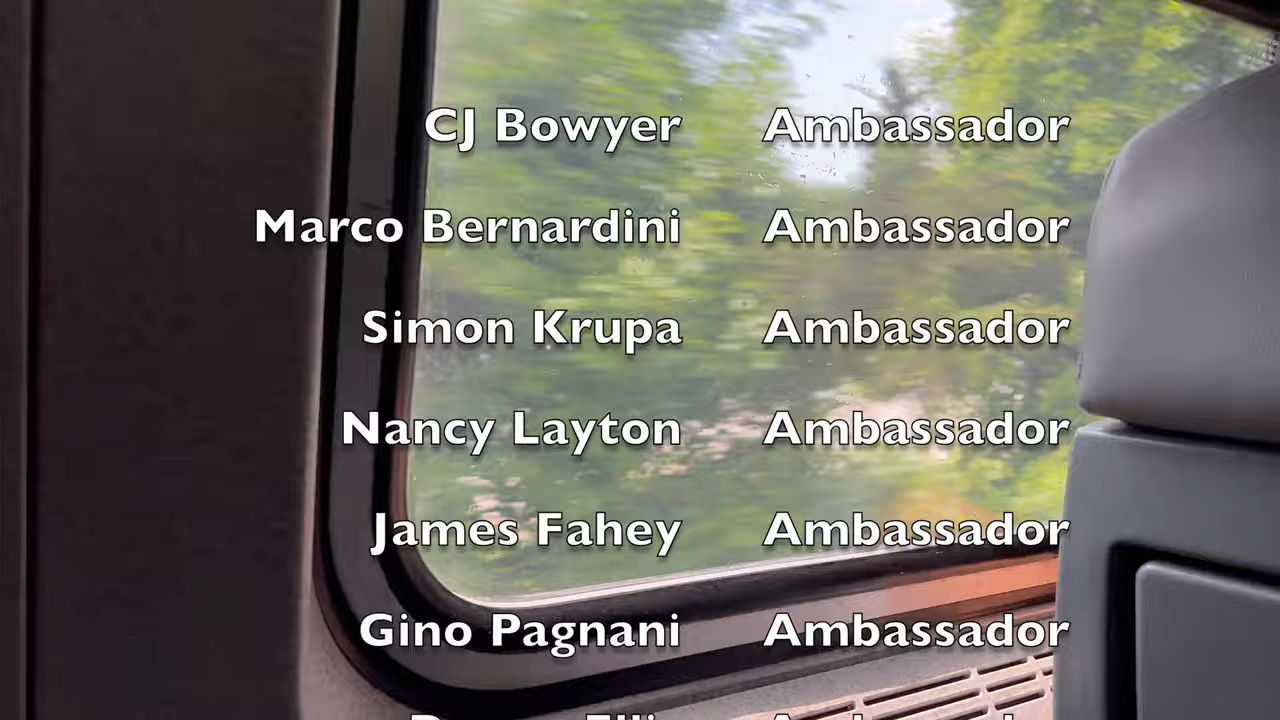 CJ Bowyer Ambassador
Marco Bernardini Ambassador
Simon Krupa Ambassador
Nancy Layton Ambassador
James Fahey Ambassador
Gino Pagnani Ambassador